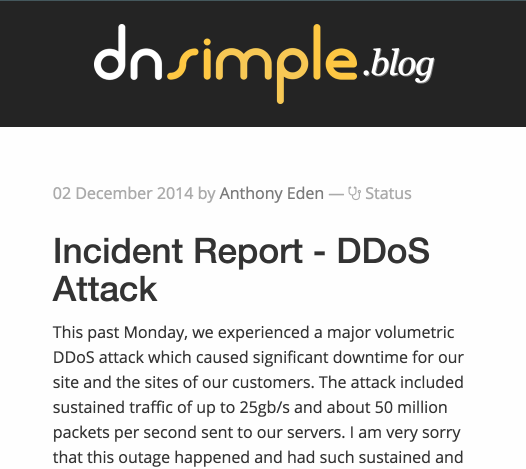 dnsimple.blog
02 December 2014 by Anthony Eden — Status
Incident Report - DDoS
Attack
This past Monday, we experienced a major volumetric
DDoS attack which caused significant downtime for our
site and the sites of our customers. The attack included
sustained traffic of up to 25gb/s and about 50 million
packets per second sent to our servers. I am very sorry
that this outage happened and had such sustained and